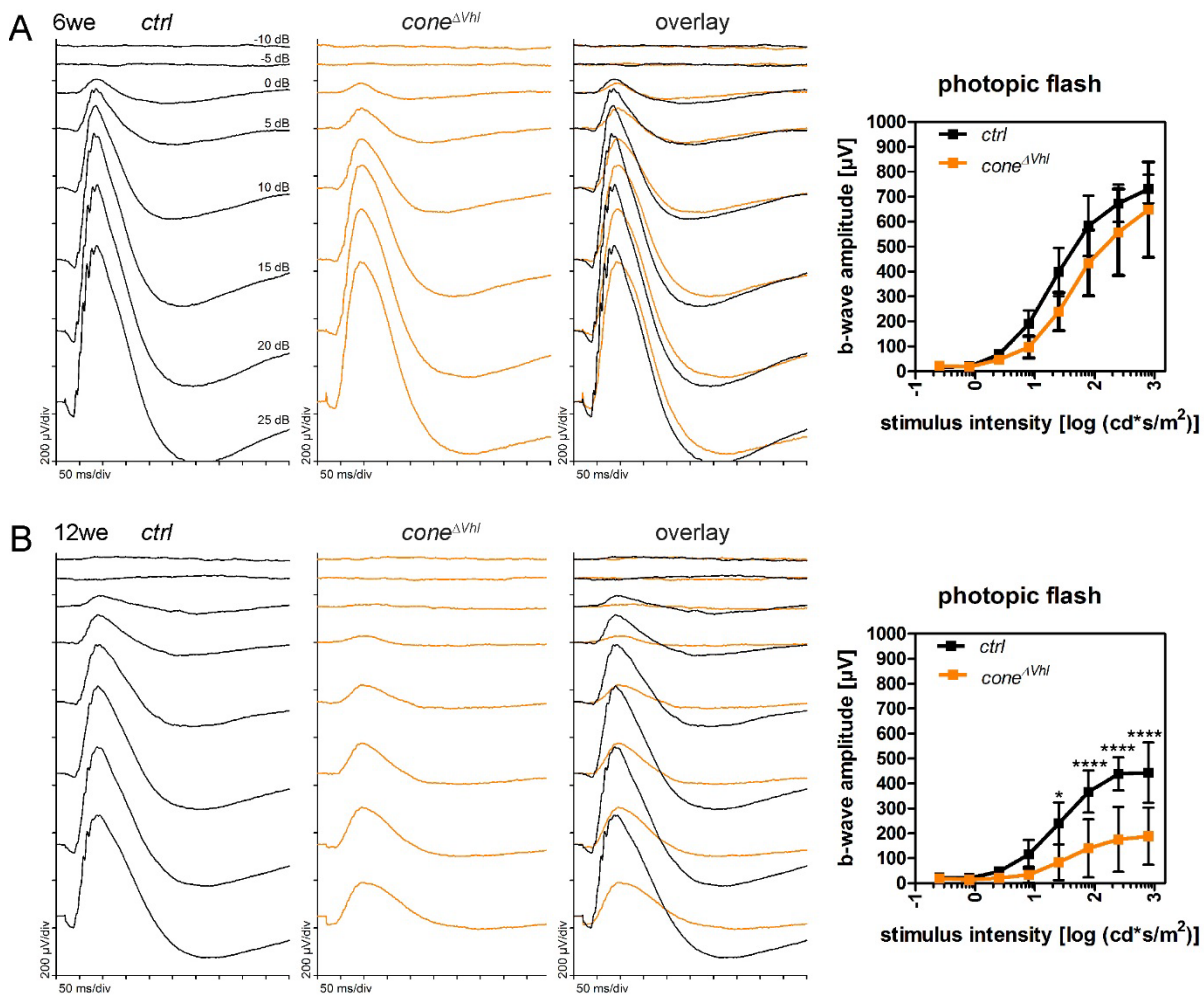 A
6we ctrl
cone^ΔVhl
overlay
-10 dB
-5 dB
0 dB
5 dB
10 dB
15 dB
20 dB
25 dB
200 µV/div
50 ms/div
200 µV/div
50 ms/div
200 µV/div
50 ms/div
photopic flash
ctrl
cone^ΔVhl
b-wave amplitude [µV]
1000
900
800
700
600
500
400
300
200
100
0
-1 0 1 2 3
stimulus intensity [log (cd*s/m²)]
B
12we ctrl
cone^ΔVhl
overlay
200 µV/div
50 ms/div
200 µV/div
50 ms/div
200 µV/div
50 ms/div
photopic flash
ctrl
cone^ΔVhl
b-wave amplitude [µV]
1000
900
800
700
600
500
400
300
200
100
0
* **** **** ****
-1 0 1 2 3
stimulus intensity [log (cd*s/m²)]